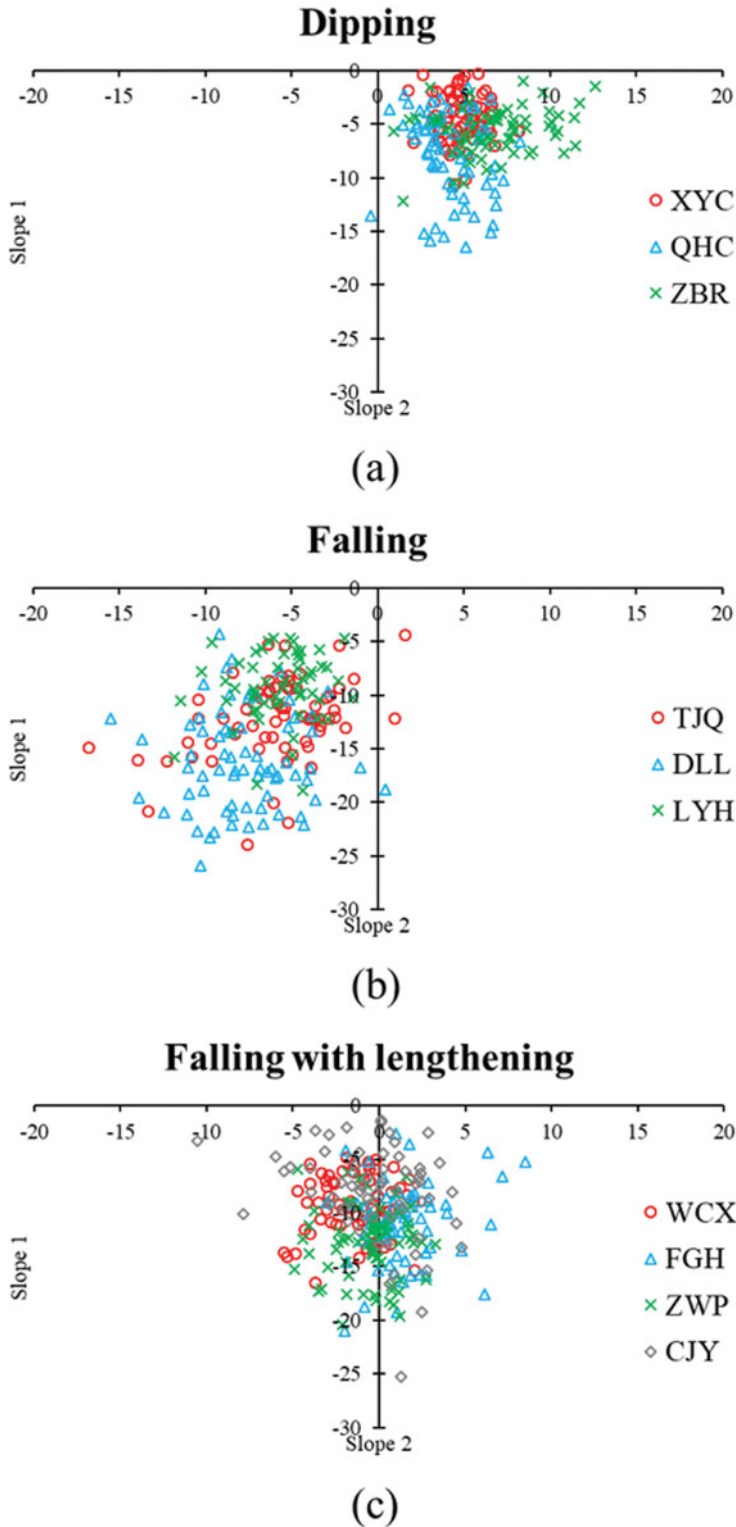 Dipping
-20 -15 -10 -5 0 5 10 15 20
-5
-10
-15
-20
-25
-30
Slope 1
Slope 2
XYC
QHC
ZBR
(a)
Falling
-20 -15 -10 -5 0 5 10 15 20
-5
-10
-15
-20
-25
-30
Slope 1
Slope 2
TJQ
DLL
LYH
(b)
Falling with lengthening
-20 -15 -10 -5 0 5 10 15 20
-5
-10
-15
-20
-25
-30
Slope 1
Slope 2
WCX
FGH
ZWP
CJY
(c)